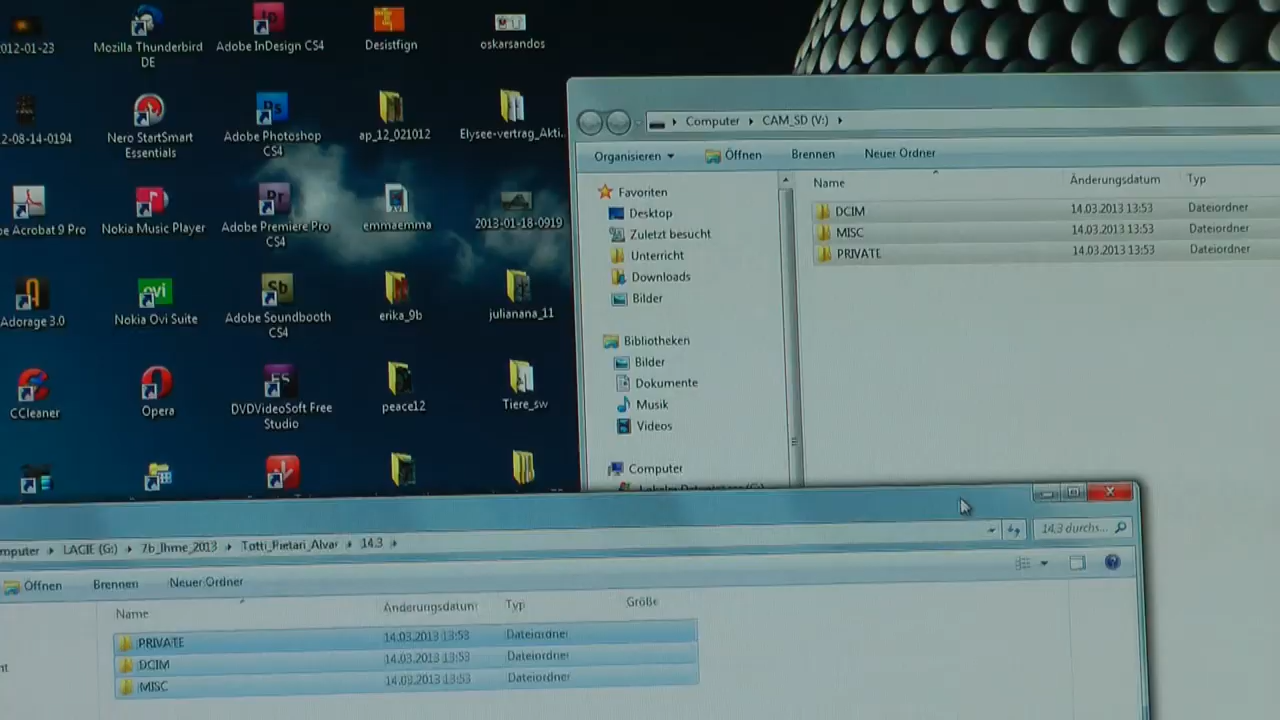 2012-01-23
Mozilla Thunderbird
DE
Adobe InDesign CS4
Desistfign
oskarsandos
2-08-14-0194
Nero StartSmart
Essentials
Adobe Photoshop
CS4
ap_12_021012
Elysee-vertrag_Akti...
be Acrobat 9 Pro
Nokia Music Player
Adobe Premiere Pro
CS4
emmaemma
2013-01-18-0919
Adorage 3.0
Nokia Ovi Suite
Adobe Soundbooth
CS4
erika_9b
julianana_11
CCleaner
Opera
DVDVideoSoft Free
Studio
peace12
Tiere_sw
Computer CAM_SD (V:)
Organisieren Öffnen Brennen Neuer Ordner
Favoriten
Desktop
Zuletzt besucht
Unterricht
Downloads
Bilder
Bibliotheken
Bilder
Dokumente
Musik
Videos
Computer
Name Änderungsdatum Typ
DCIM 14.03.2013 13:53 Dateiordner
MISC 14.03.2013 13:53 Dateiordner
PRIVATE 14.03.2013 13:53 Dateiordner
mputer LACIE (G:) 7b_Ihme_2013 Totti_Pietari_Alvar 14.3
14.3 durchs...
Öffnen Brennen Neuer Ordner
Name Änderungsdatum Typ Größe
PRIVATE 14.03.2013 13:53 Dateiordner
DCIM 14.03.2013 13:53 Dateiordner
MISC 14.03.2013 13:53 Dateiordner